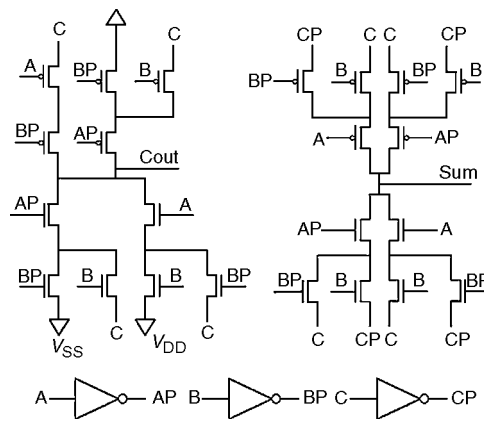 C
CP C C CP
A BP B
BP B BP B
BP AP
A AP
Cout
Sum
AP A
AP A
BP B B BP
BP B B BP
VSS C VDD C
C CP C CP
A AP B BP C CP